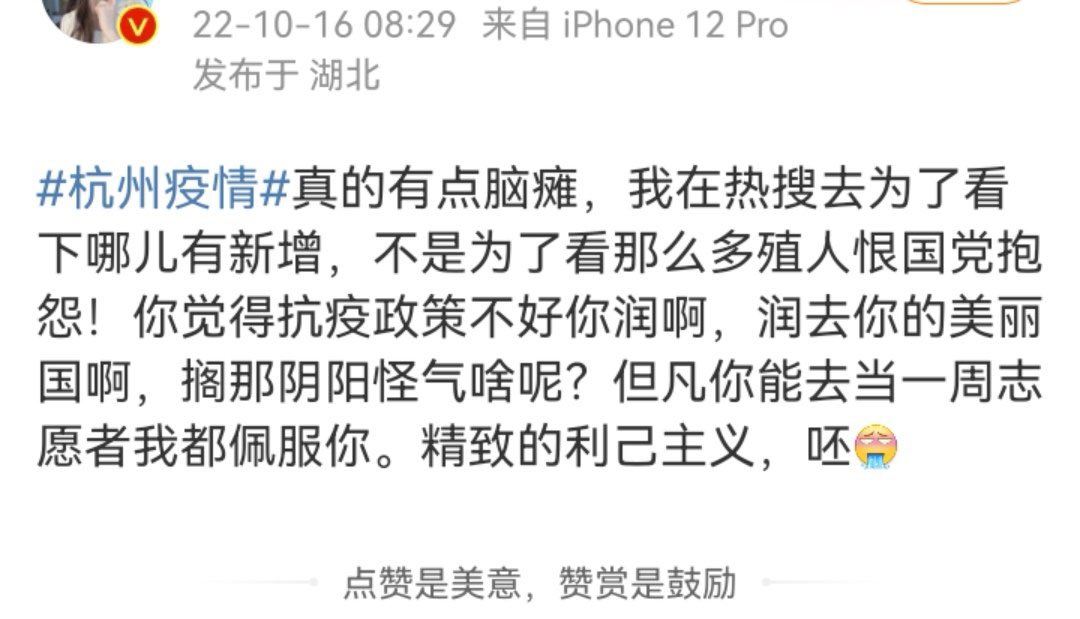 22-10-16 08:29 来自 iPhone 12 Pro
发布于 湖北
#杭州疫情#真的有点脑瘫，我在热搜去为了看
下哪儿有新增，不是为了看那么多殖人恨国党抱
怨！你觉得抗疫政策不好你润啊，润去你的美丽
国啊，搁那阴阳怪气啥呢？但凡你能去当一周志
愿者我都佩服你。精致的利己主义，呸
点赞是美意，赞赏是鼓励